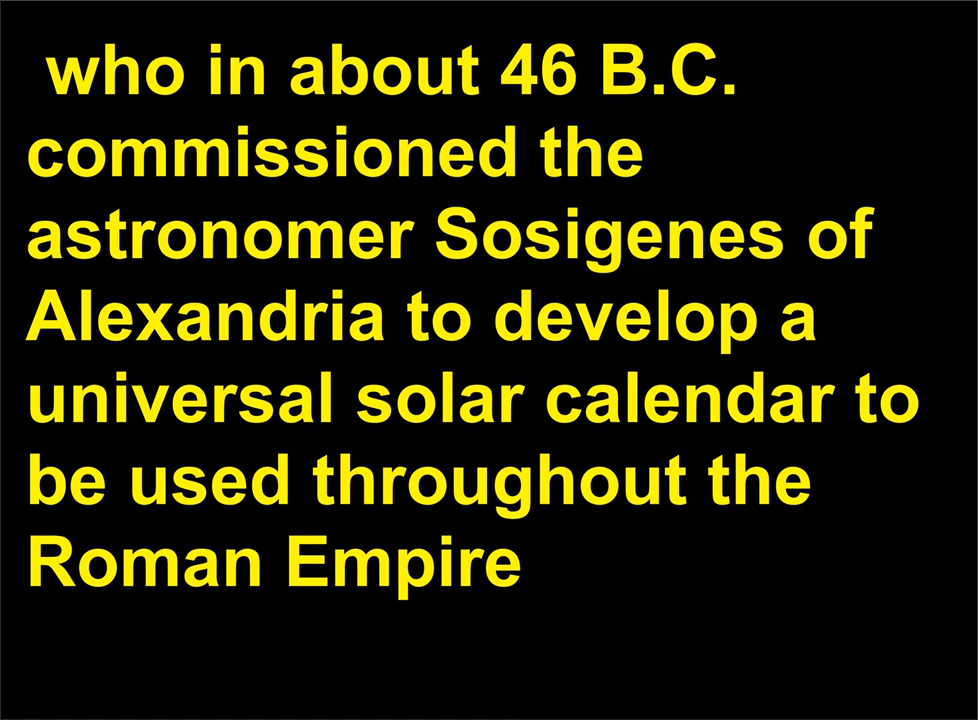 who in about 46 B.C.
commissioned the
astronomer Sosigenes of
Alexandria to develop a
universal solar calendar to
be used throughout the
Roman Empire